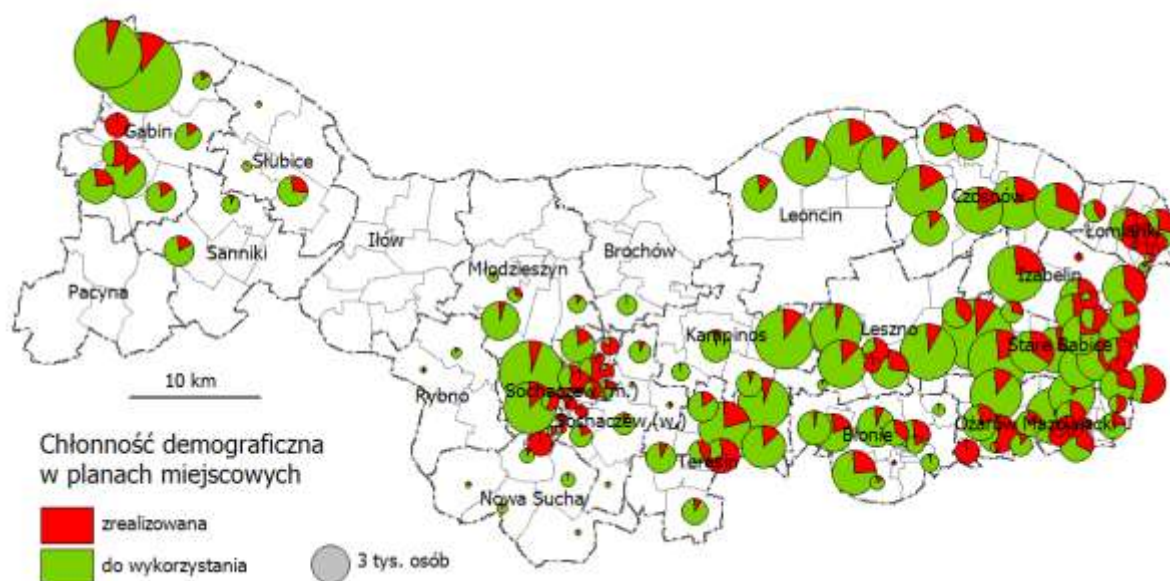 Gąbin
Słubice
Czosnów
Łomianki
Leoncin
Iłów
Sanniki
Brochów
Młodzieszyn
Izabelin
Pacyna
Kampinos
Leszno
Stare Babice
10 km
Rybno
Sochaczew (m.)
Sochaczew (w.)
Błonie
Ożarów Mazowiecki
Teresin
Chłonność demograficzna
w planach miejscowych
Nowa Sucha
zrealizowana
do wykorzystania
3 tys. osób